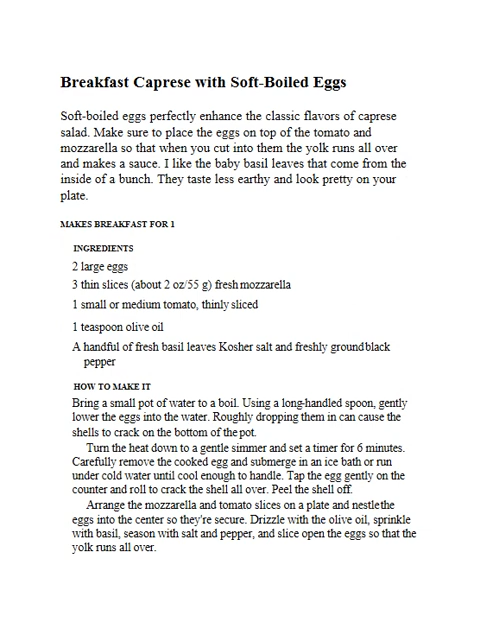 Breakfast Caprese with Soft-Boiled Eggs
Soft-boiled eggs perfectly enhance the classic flavors of caprese
salad. Make sure to place the eggs on top of the tomato and
mozzarella so that when you cut into them the yolk runs all over
and makes a sauce. I like the baby basil leaves that come from the
inside of a bunch. They taste less earthy and look pretty on your
plate.
MAKES BREAKFAST FOR 1
INGREDIENTS
2 large eggs
3 thin slices (about 2 oz/55 g) fresh mozzarella
1 small or medium tomato, thinly sliced
1 teaspoon olive oil
A handful of fresh basil leaves Kosher salt and freshly ground black
pepper
HOW TO MAKE IT
Bring a small pot of water to a boil. Using a long-handled spoon, gently
lower the eggs into the water. Roughly dropping them in can cause the
shells to crack on the bottom of the pot.
Turn the heat down to a gentle simmer and set a timer for 6 minutes.
Carefully remove the cooked egg and submerge in an ice bath or run
under cold water until cool enough to handle. Tap the egg gently on the
counter and roll to crack the shell all over. Peel the shell off.
Arrange the mozzarella and tomato slices on a plate and nestle the
eggs into the center so they're secure. Drizzle with the olive oil, sprinkle
with basil, season with salt and pepper, and slice open the eggs so that the
yolk runs all over.